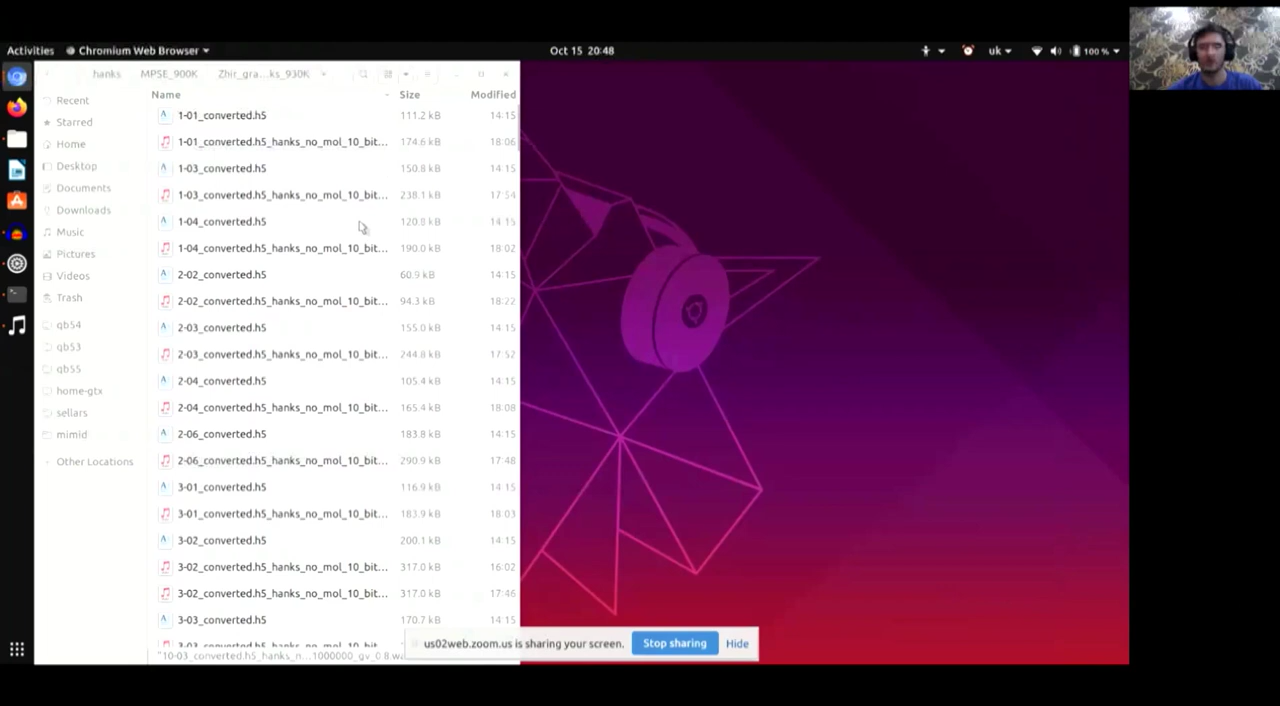 Activities Chromium Web Browser Oct 15 20:48 uk 100 %
hanks MPSE_900K Zhir_gra...ks_930K
Name Size Modified
Recent
Starred
Home
Desktop
Documents
Downloads
Music
Pictures
Videos
Trash
qb54
qb53
qb55
home-gtx
sellars
mimid
Other Locations
1-01_converted.h5 111.2 kB 14:15
1-01_converted.h5_hanks_no_mol_10_bit... 174.6 kB 18:06
1-03_converted.h5 150.8 kB 14:15
1-03_converted.h5_hanks_no_mol_10_bit... 238.1 kB 17:54
1-04_converted.h5 120.8 kB 14:15
1-04_converted.h5_hanks_no_mol_10_bit... 190.0 kB 18:02
2-02_converted.h5 60.9 kB 14:15
2-02_converted.h5_hanks_no_mol_10_bit... 94.3 kB 18:22
2-03_converted.h5 155.0 kB 14:15
2-03_converted.h5_hanks_no_mol_10_bit... 244.8 kB 17:52
2-04_converted.h5 105.4 kB 14:15
2-04_converted.h5_hanks_no_mol_10_bit... 165.4 kB 18:08
2-06_converted.h5 183.8 kB 14:15
2-06_converted.h5_hanks_no_mol_10_bit... 290.9 kB 17:48
3-01_converted.h5 116.9 kB 14:15
3-01_converted.h5_hanks_no_mol_10_bit... 183.9 kB 18:03
3-02_converted.h5 200.1 kB 14:15
3-02_converted.h5_hanks_no_mol_10_bit... 317.0 kB 16:02
3-02_converted.h5_hanks_no_mol_10_bit... 317.0 kB 17:46
3-03_converted.h5 170.7 kB 14:15
us02web.zoom.us is sharing your screen. Stop sharing Hide
"10-03_converted.h5_hanks_n...1000000_gv_0.8.wa